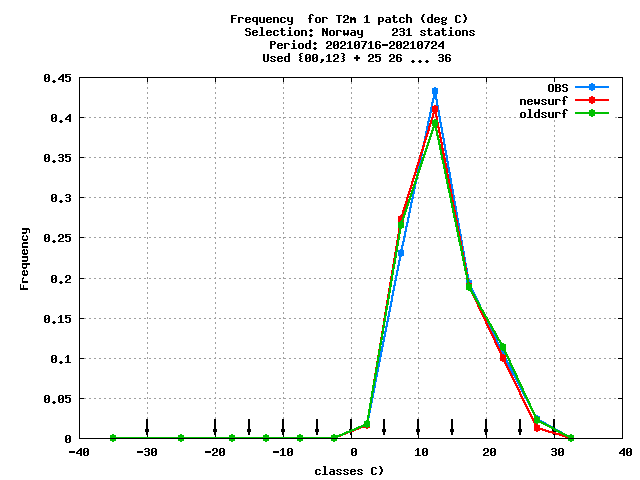 Frequency  for T2m 1 patch (deg C)
Selection: Norway    231 stations
Period: 20210716-20210724
Used {00,12} + 25 26 ... 36
OBS
newsurf
oldsurf
Frequency
0.45
0.4
0.35
0.3
0.25
0.2
0.15
0.1
0.05
0
-40 -30 -20 -10 0 10 20 30 40
classes C)